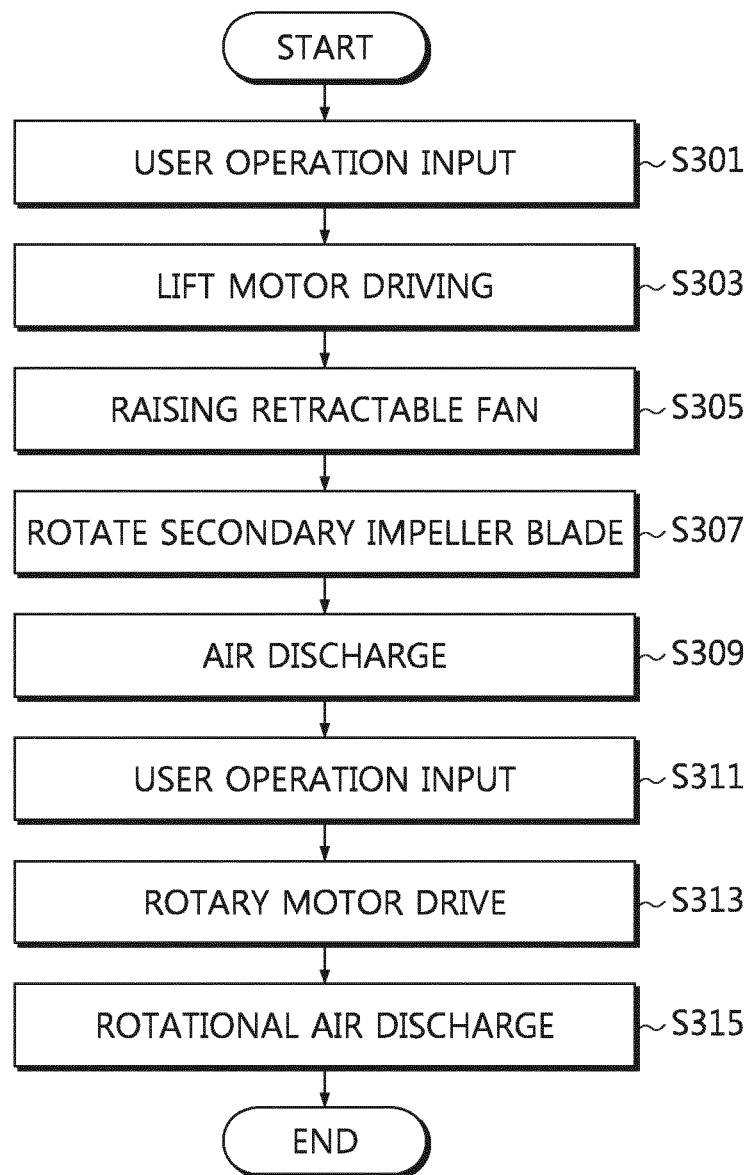 START
USER OPERATION INPUT
S301
LIFT MOTOR DRIVING
S303
RAISING RETRACTABLE FAN
S305
ROTATE SECONDARY IMPELLER BLADE
S307
AIR DISCHARGE
S309
USER OPERATION INPUT
S311
ROTARY MOTOR DRIVE
S313
ROTATIONAL AIR DISCHARGE
S315
END